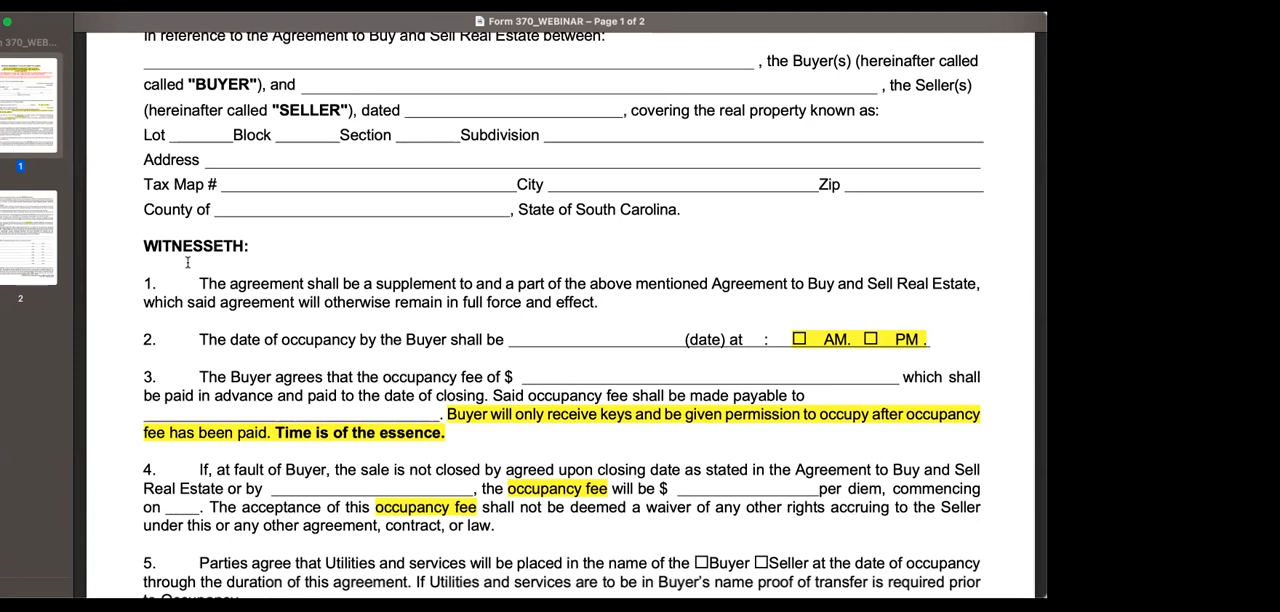 Form 370_WEBINAR – Page 1 of 2
370_WEB...
in reference to the Agreement to Buy and Sell Real Estate between:
, the Buyer(s) (hereinafter called
called "BUYER"), and , the Seller(s)
(hereinafter called "SELLER"), dated , covering the real property known as:
Lot Block Section Subdivision
Address
Tax Map # City Zip
County of , State of South Carolina.
WITNESSETH:
1. The agreement shall be a supplement to and a part of the above mentioned Agreement to Buy and Sell Real Estate,
which said agreement will otherwise remain in full force and effect.
2. The date of occupancy by the Buyer shall be (date) at : ☐ AM. ☐ PM .
3. The Buyer agrees that the occupancy fee of $ which shall
be paid in advance and paid to the date of closing. Said occupancy fee shall be made payable to
. Buyer will only receive keys and be given permission to occupy after occupancy
fee has been paid. Time is of the essence.
4. If, at fault of Buyer, the sale is not closed by agreed upon closing date as stated in the Agreement to Buy and Sell
Real Estate or by , the occupancy fee will be $ per diem, commencing
on . The acceptance of this occupancy fee shall not be deemed a waiver of any other rights accruing to the Seller
under this or any other agreement, contract, or law.
5. Parties agree that Utilities and services will be placed in the name of the ☐Buyer ☐Seller at the date of occupancy
through the duration of this agreement. If Utilities and services are to be in Buyer's name proof of transfer is required prior
1
2